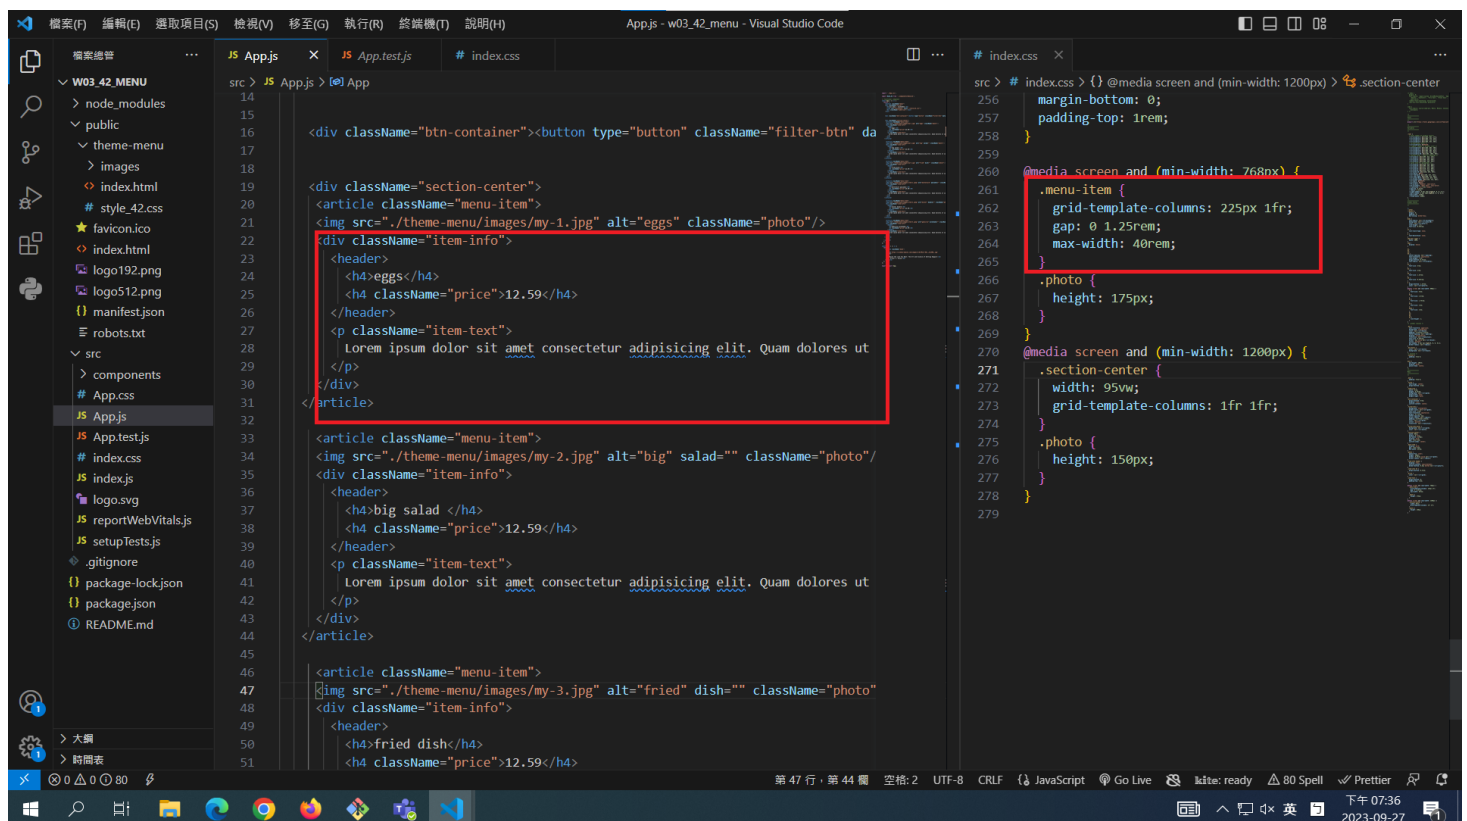 檔案(F) 編輯(E) 選取項目(S) 檢視(V) 移至(G) 執行(R) 終端機(T) 說明(H) App.js - w03_42_menu - Visual Studio Code
檔案總管 ···
W03_42_MENU
node_modules
public
theme-menu
images
index.html
style_42.css
favicon.ico
index.html
logo192.png
logo512.png
manifest.json
robots.txt
src
components
App.css
App.js
App.test.js
index.css
index.js
logo.svg
reportWebVitals.js
setupTests.js
.gitignore
package-lock.json
package.json
README.md
大綱
時間表
JS App.js × JS App.test.js # index.css
src > JS App.js > App
14
15
16 <div className="btn-container"><button type="button" className="filter-btn" da
17
18
19 <div className="section-center">
20 <article className="menu-item">
21 <img src="./theme-menu/images/my-1.jpg" alt="eggs" className="photo"/>
22 <div className="item-info">
23 <header>
24 <h4>eggs</h4>
25 <h4 className="price">12.59</h4>
26 </header>
27 <p className="item-text">
28 Lorem ipsum dolor sit amet consectetur adipisicing elit. Quam dolores ut
29 </p>
30 </div>
31 </article>
32
33 <article className="menu-item">
34 <img src="./theme-menu/images/my-2.jpg" alt="big" salad="" className="photo"/
35 <div className="item-info">
36 <header>
37 <h4>big salad </h4>
38 <h4 className="price">12.59</h4>
39 </header>
40 <p className="item-text">
41 Lorem ipsum dolor sit amet consectetur adipisicing elit. Quam dolores ut
42 </p>
43 </div>
44 </article>
45
46 <article className="menu-item">
47 <img src="./theme-menu/images/my-3.jpg" alt="fried" dish="" className="photo"
48 <div className="item-info">
49 <header>
50 <h4>fried dish</h4>
51 <h4 className="price">12.59</h4>
# index.css ×
src > # index.css > {} @media screen and (min-width: 1200px) > .section-center
256 margin-bottom: 0;
257 padding-top: 1rem;
258 }
259
260 @media screen and (min-width: 768px) {
261 .menu-item {
262 grid-template-columns: 225px 1fr;
263 gap: 0 1.25rem;
264 max-width: 40rem;
265 }
266 .photo {
267 height: 175px;
268 }
269 }
270 @media screen and (min-width: 1200px) {
271 .section-center {
272 width: 95vw;
273 grid-template-columns: 1fr 1fr;
274 }
275 .photo {
276 height: 150px;
277 }
278 }
279
0 0 80 第 47 行，第 44 欄 空格: 2 UTF-8 CRLF JavaScript Go Live kite: ready 80 Spell Prettier
英 下午 07:36
2023-09-27